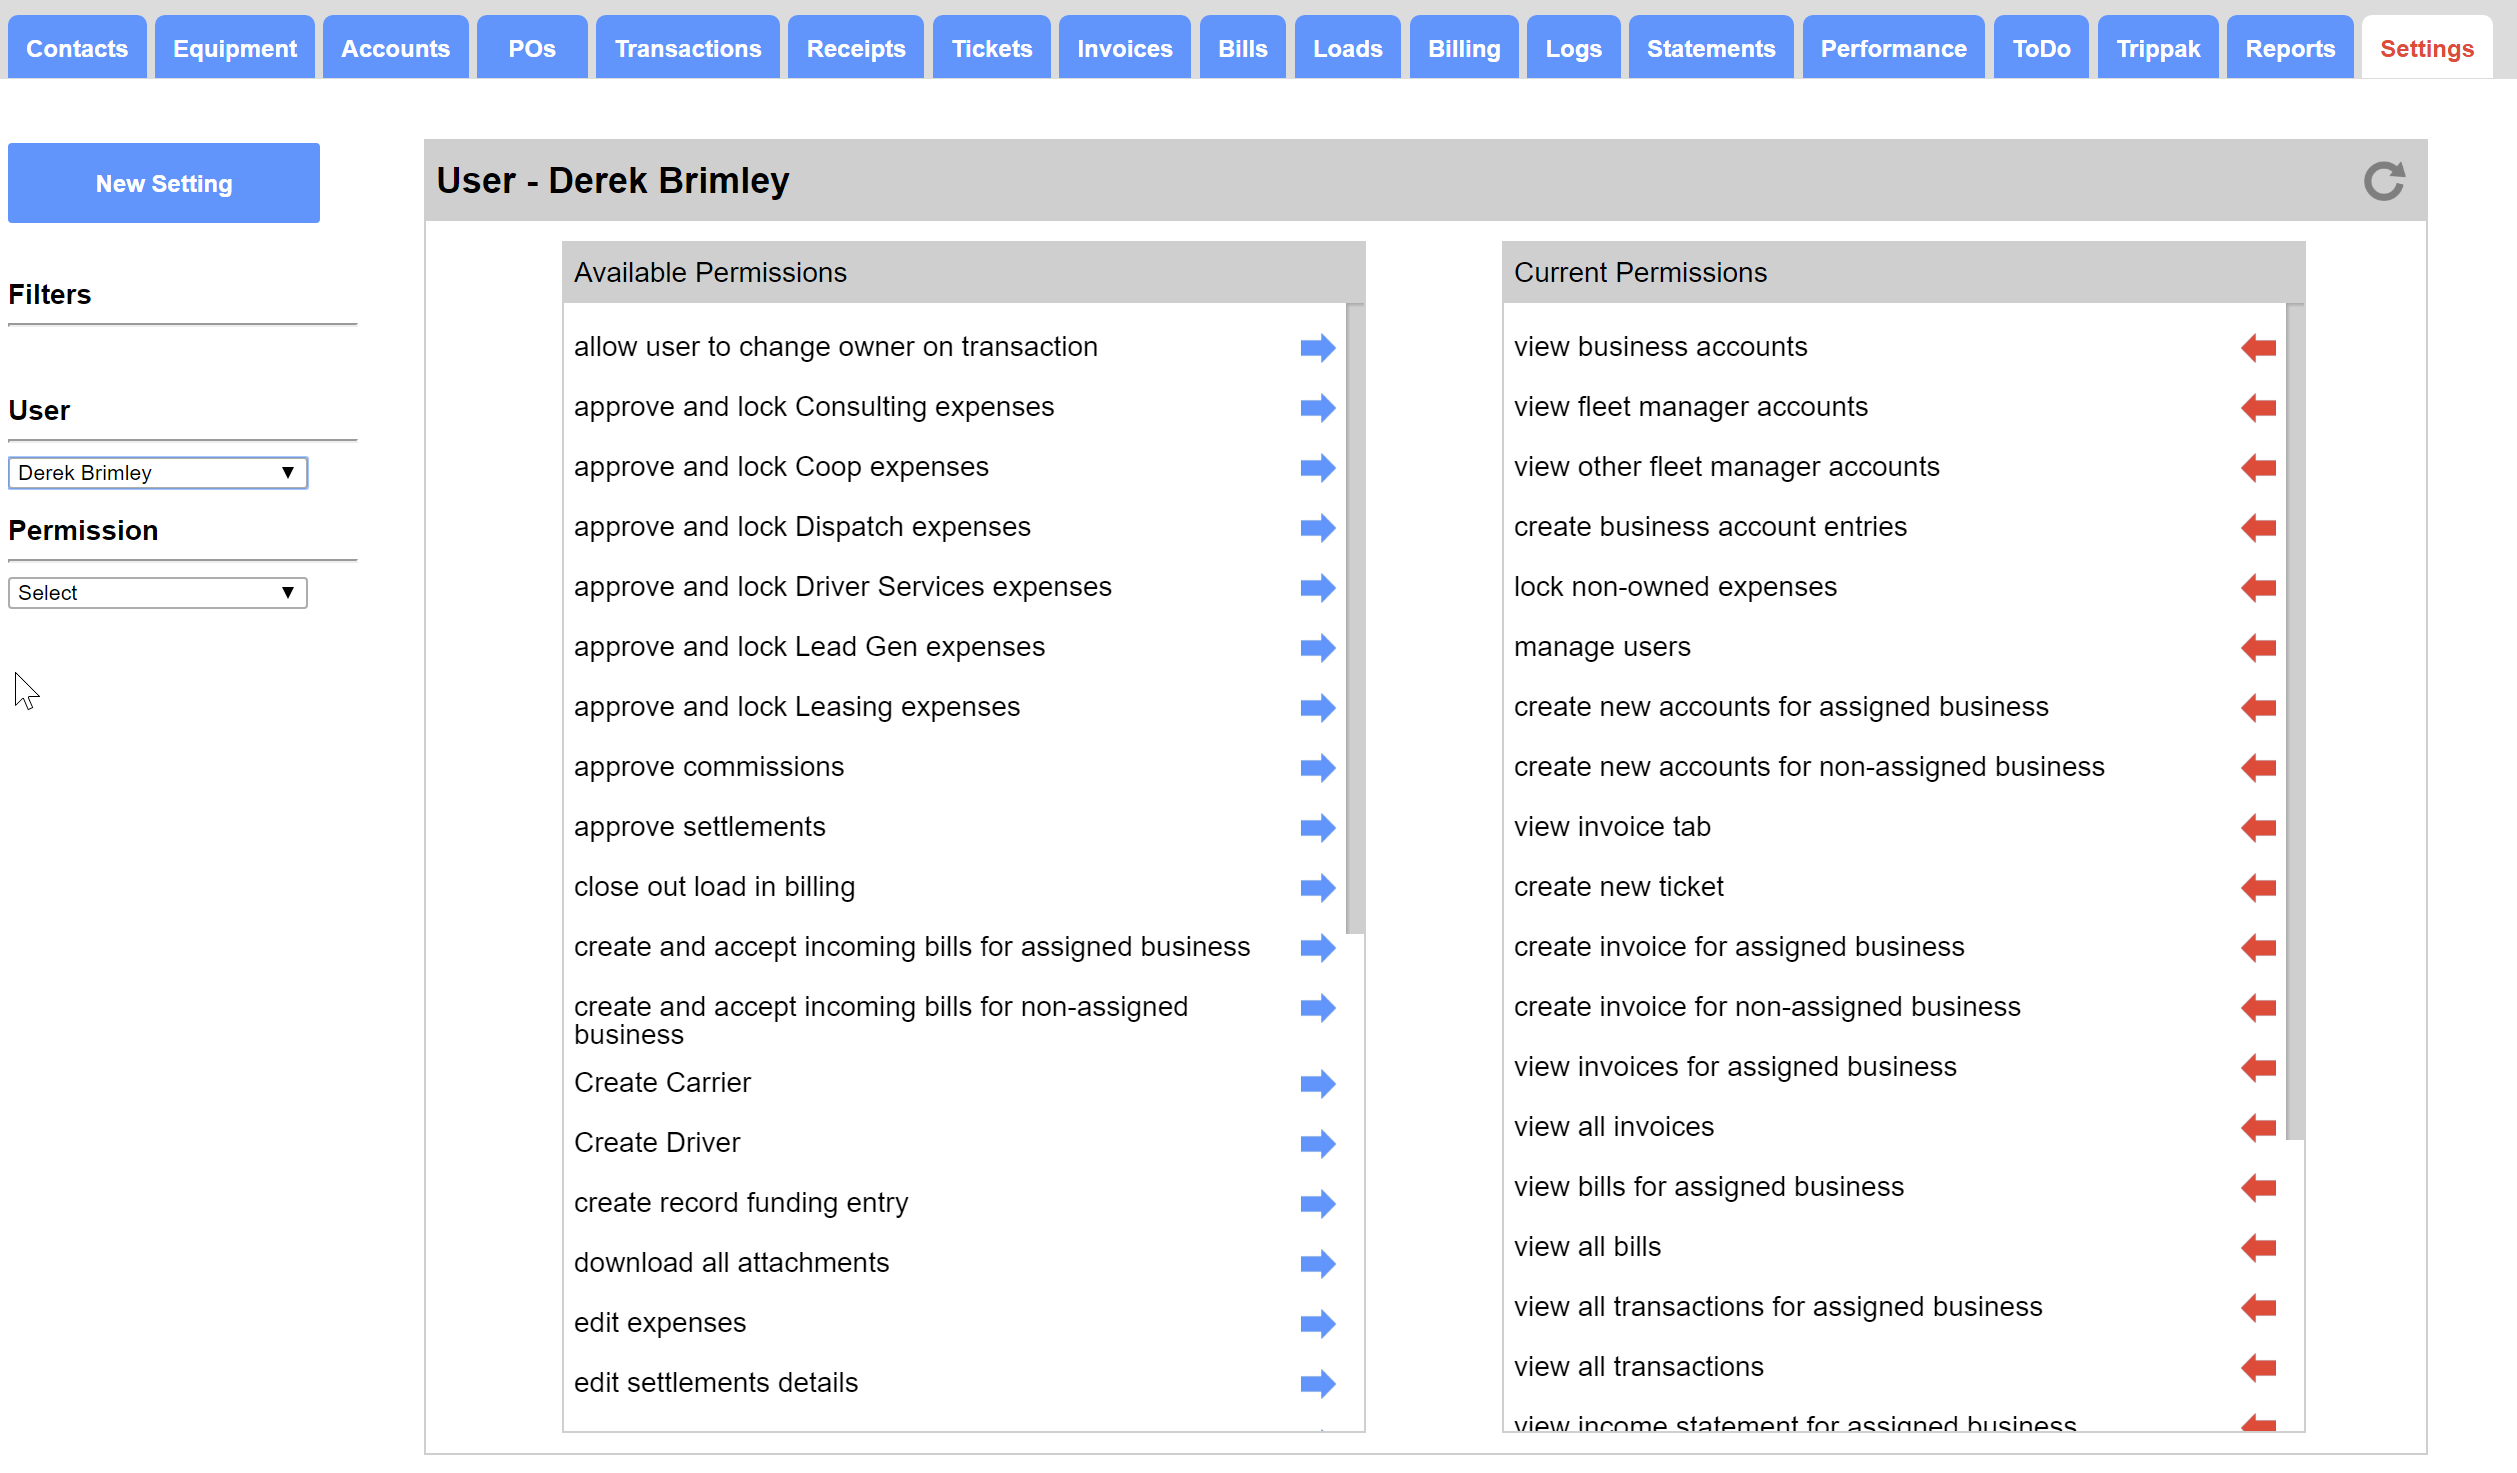 Contacts
Equipment
Accounts
POs
Transactions
Receipts
Tickets
Invoices
Bills
Loads
Billing
Logs
Statements
Performance
ToDo
Trippak
Reports
Settings
New Setting
Filters
User
Derek Brimley
Permission
Select
User - Derek Brimley
Available Permissions
allow user to change owner on transaction
approve and lock Consulting expenses
approve and lock Coop expenses
approve and lock Dispatch expenses
approve and lock Driver Services expenses
approve and lock Lead Gen expenses
approve and lock Leasing expenses
approve commissions
approve settlements
close out load in billing
create and accept incoming bills for assigned business
create and accept incoming bills for non-assigned
business
Create Carrier
Create Driver
create record funding entry
download all attachments
edit expenses
edit settlements details
Current Permissions
view business accounts
view fleet manager accounts
view other fleet manager accounts
create business account entries
lock non-owned expenses
manage users
create new accounts for assigned business
create new accounts for non-assigned business
view invoice tab
create new ticket
create invoice for assigned business
create invoice for non-assigned business
view invoices for assigned business
view all invoices
view bills for assigned business
view all bills
view all transactions for assigned business
view all transactions
view income statement for assigned business